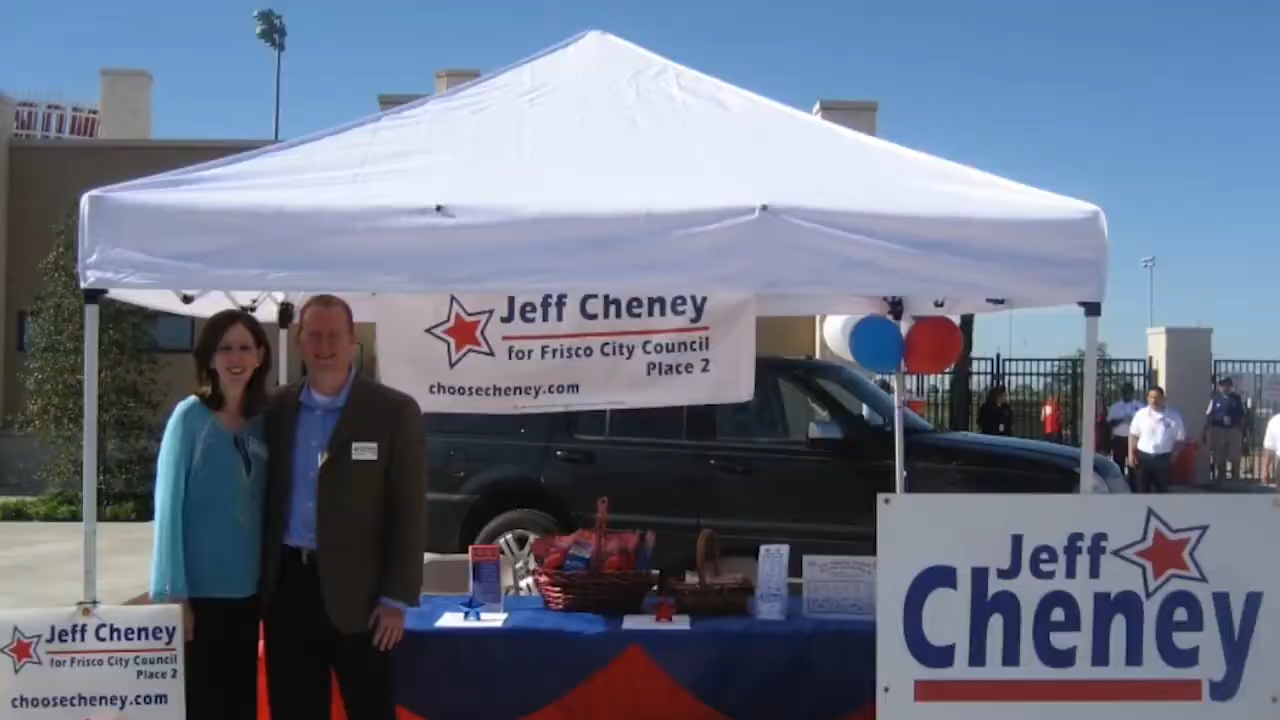 Jeff Cheney
for Frisco City Council
Place 2
choosecheney.com
Jeff Cheney
for Frisco City Council
Place 2
choosecheney.com
Jeff
Cheney